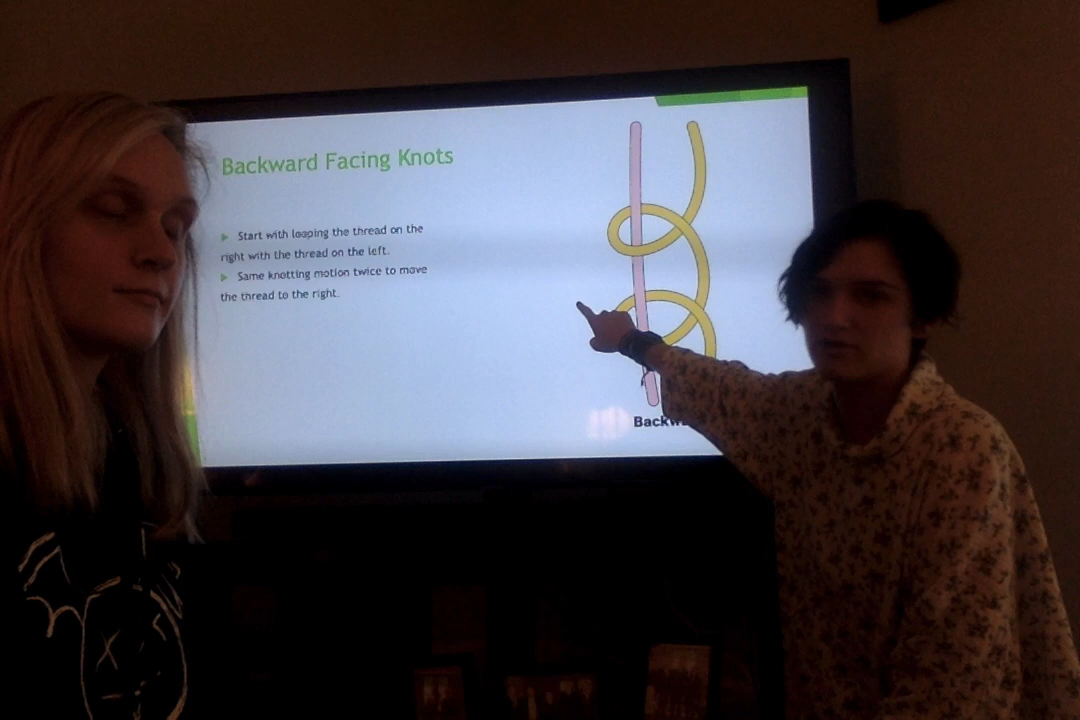 Backward Facing Knots
Start with looping the thread on the
right with the thread on the left.
Same knotting motion twice to move
the thread to the right.